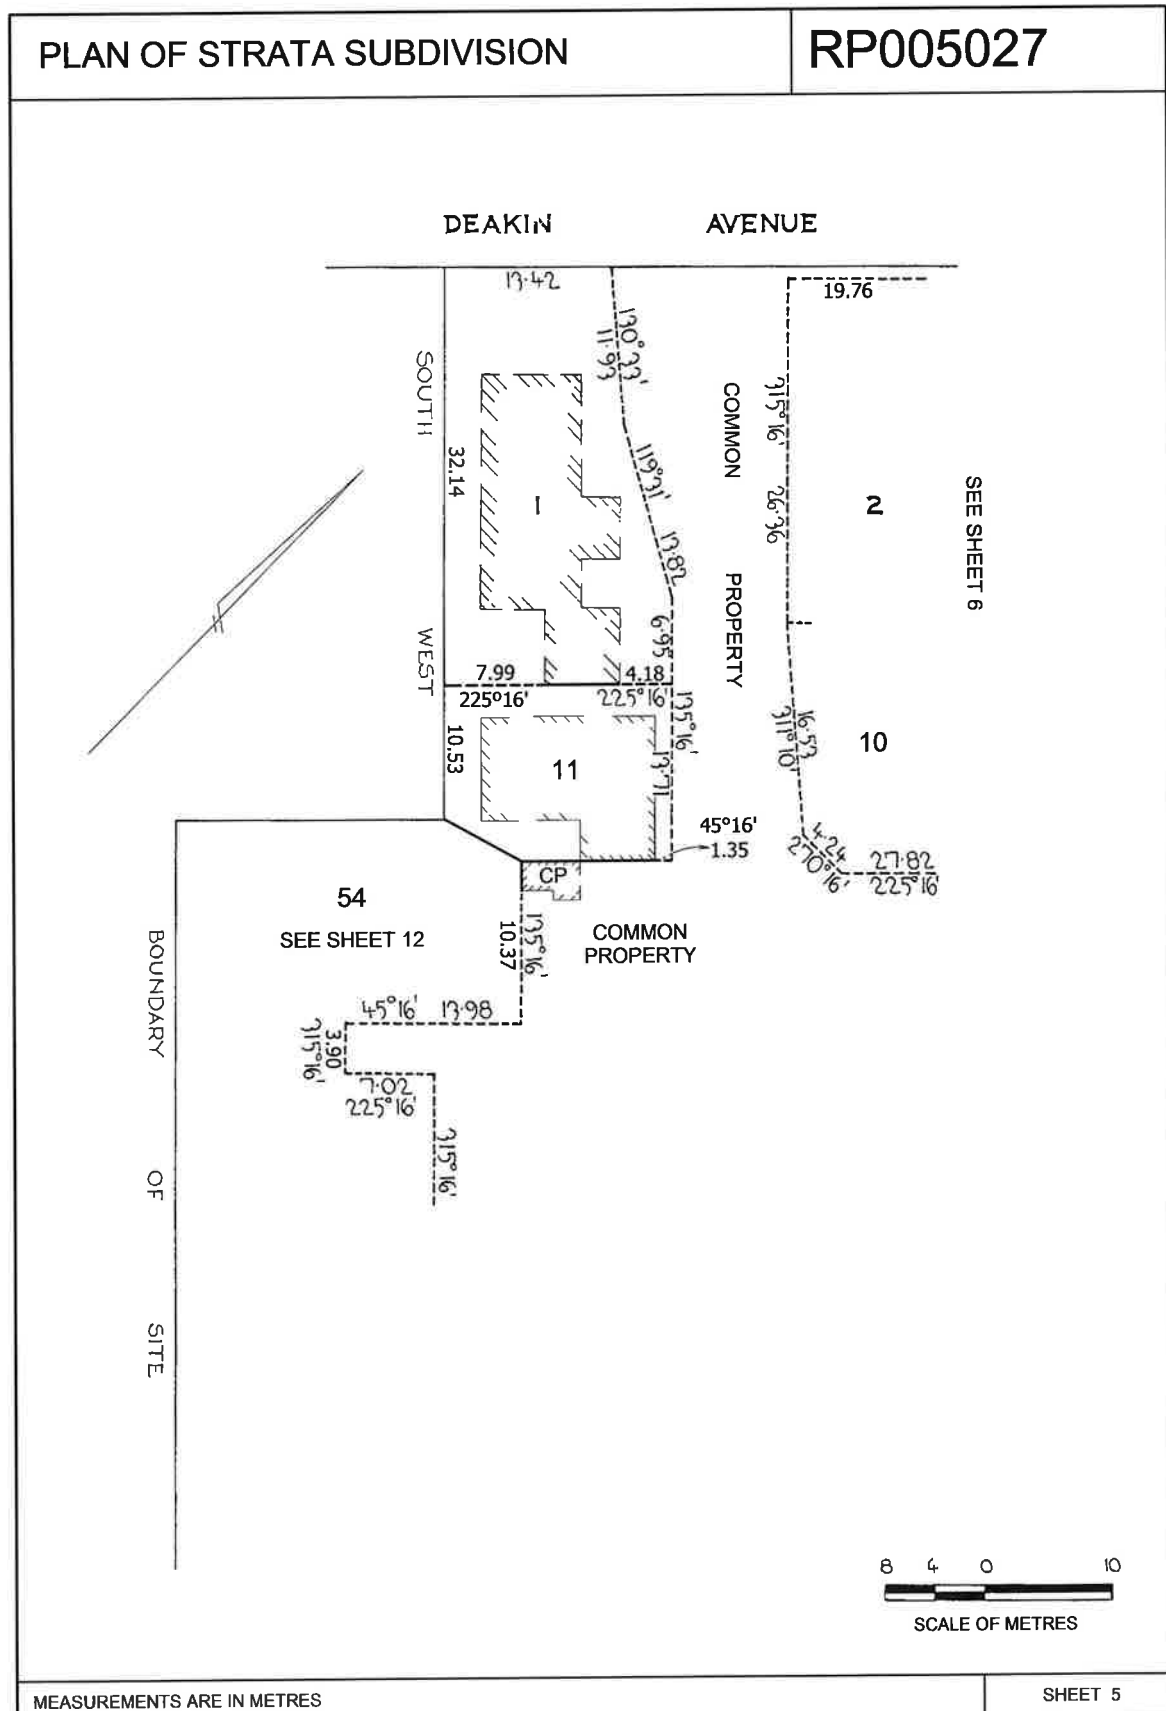 PLAN OF STRATA SUBDIVISION
RP005027
DEAKIN AVENUE
13·42
19.76
130°33'
11·93
SOUTH WEST
32.14
1
119°31'
13·82
COMMON PROPERTY
315°16'
26·36
2
SEE SHEET 6
6·95
7.99
4.18
225°16'
225°16'
135°16'
10.53
11
13·71
16·53
311°10'
10
45°16'
1.35
4·24
270°16'
27·82
225°16'
CP
54
SEE SHEET 12
10.37
135°16'
COMMON
PROPERTY
45°16'
13·98
3.90
315°16'
7·02
225°16'
315°16'
BOUNDARY OF SITE
8 4 0 10
SCALE OF METRES
MEASUREMENTS ARE IN METRES
SHEET 5